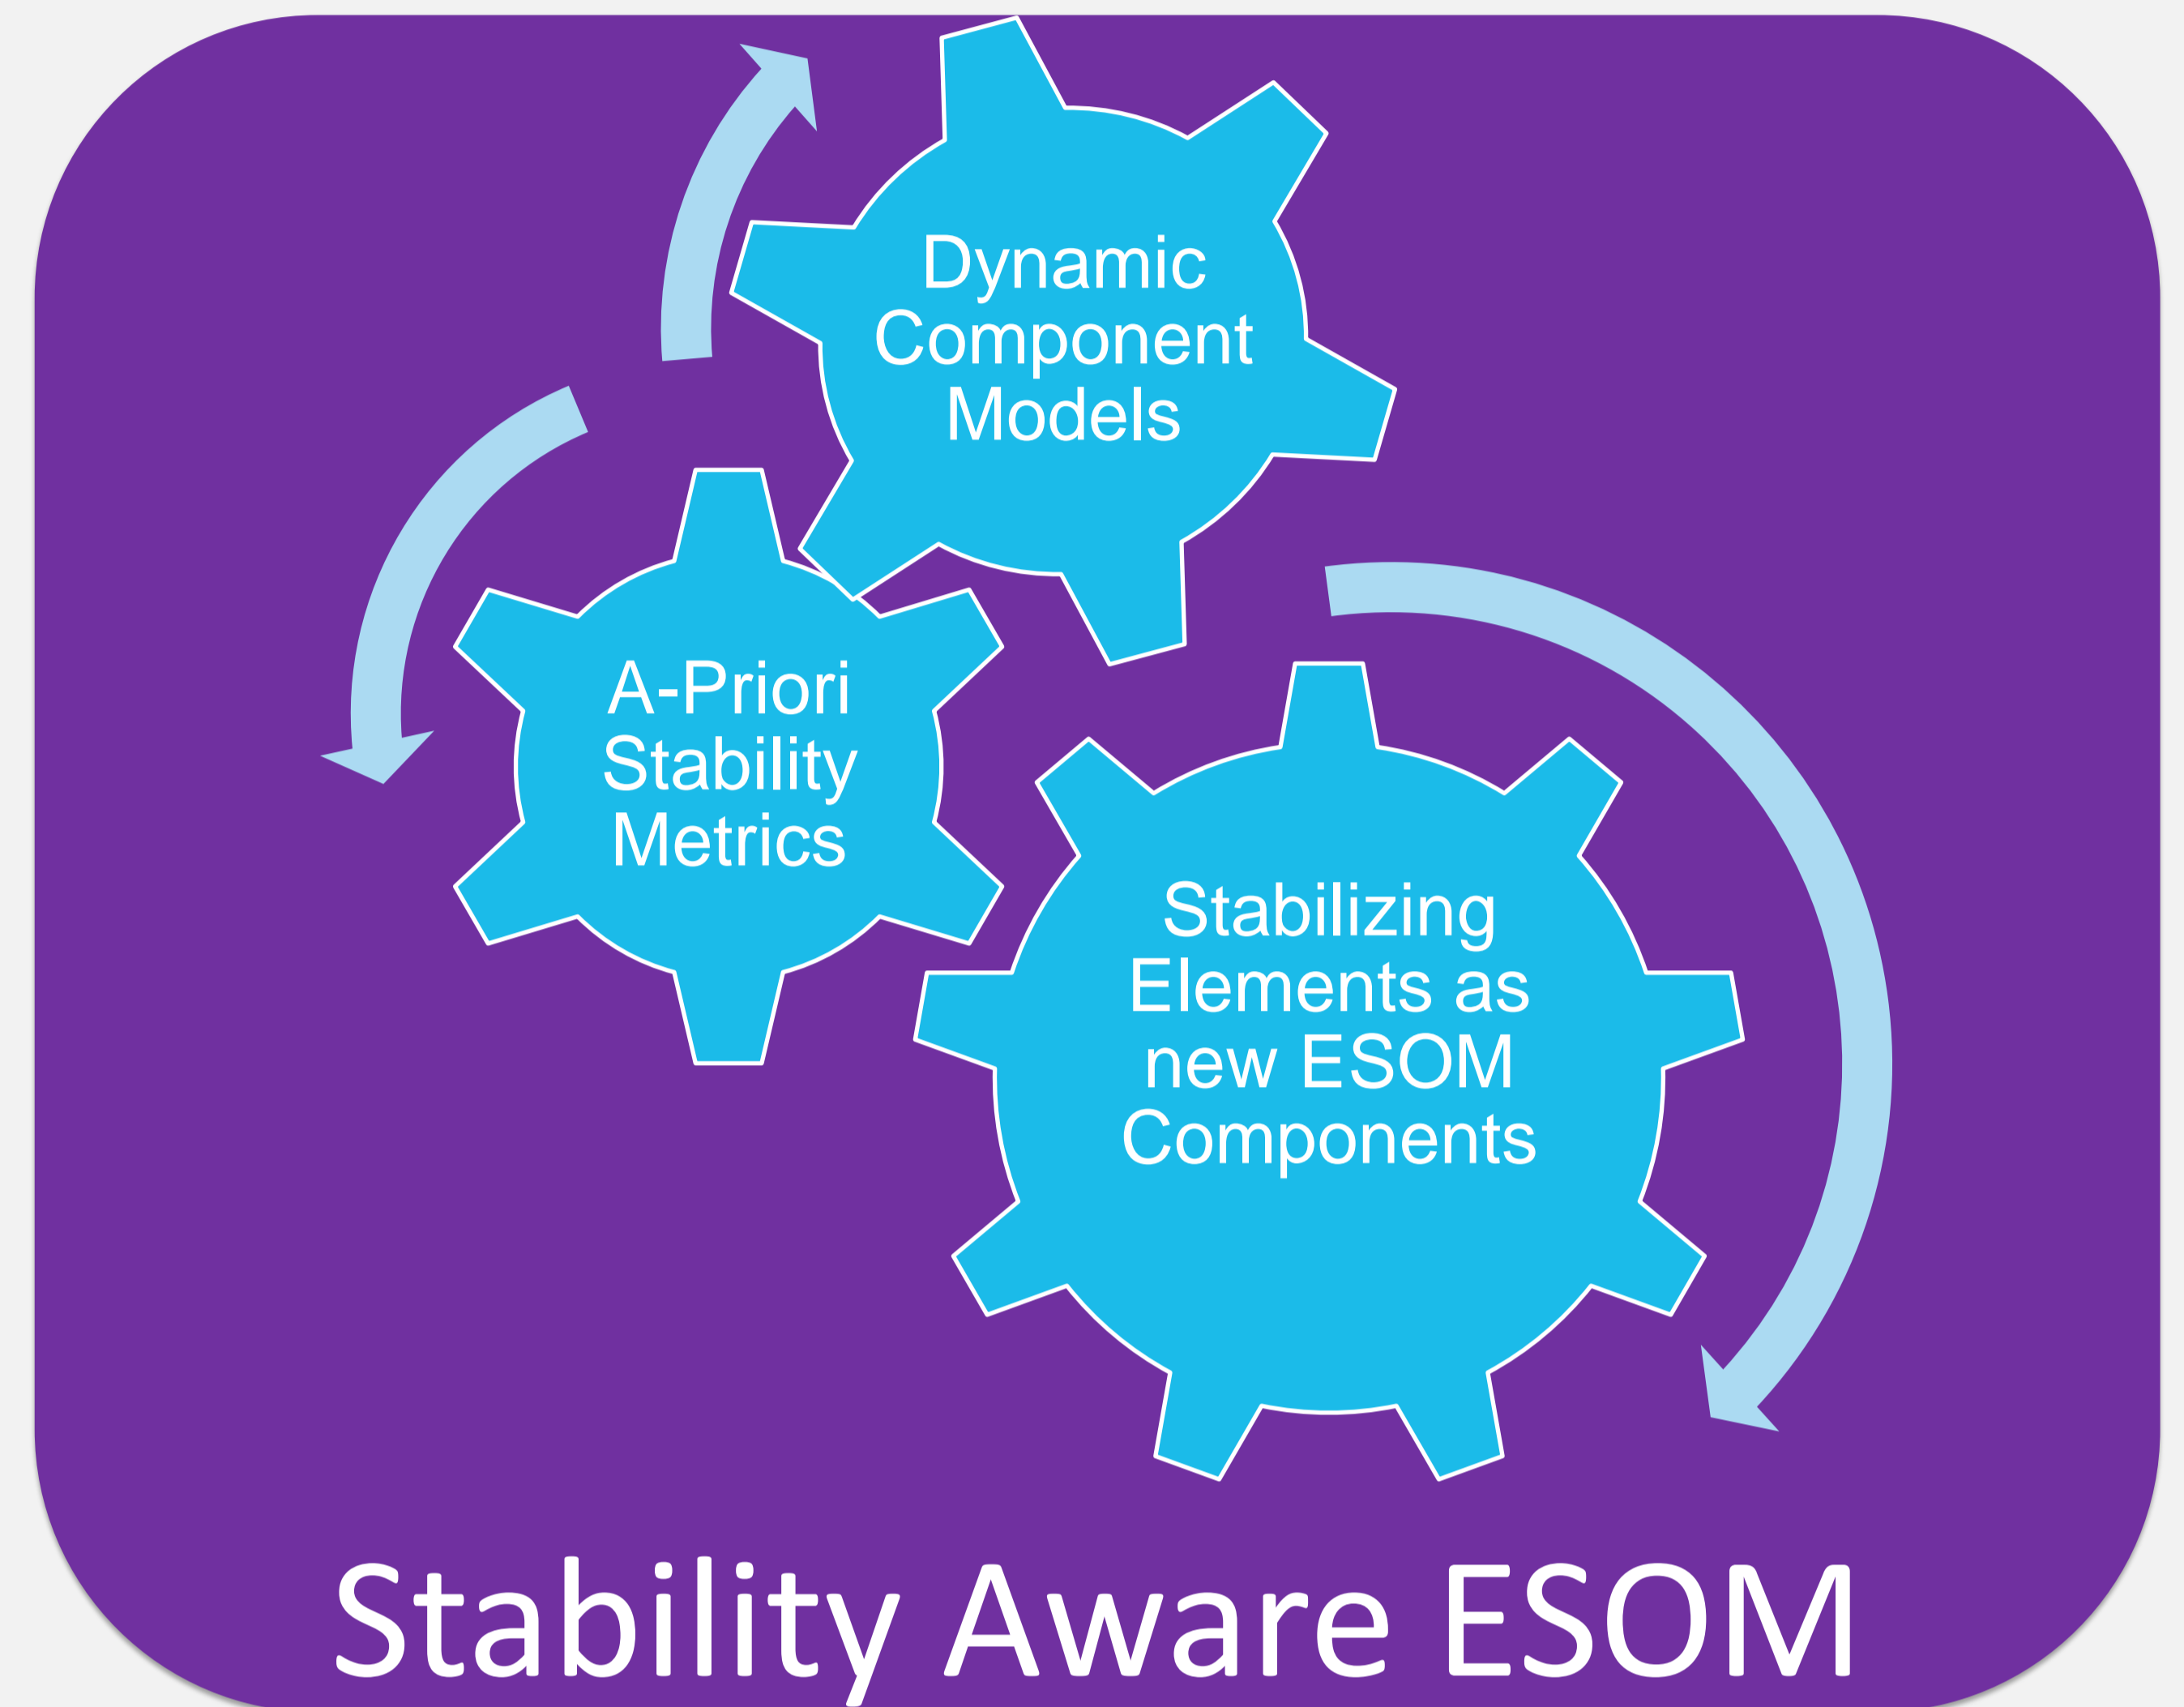 Dynamic
Component
Models
A-Priori
Stability
Metrics
Stabilizing
Elements as
new ESOM
Components
Stability Aware ESOM